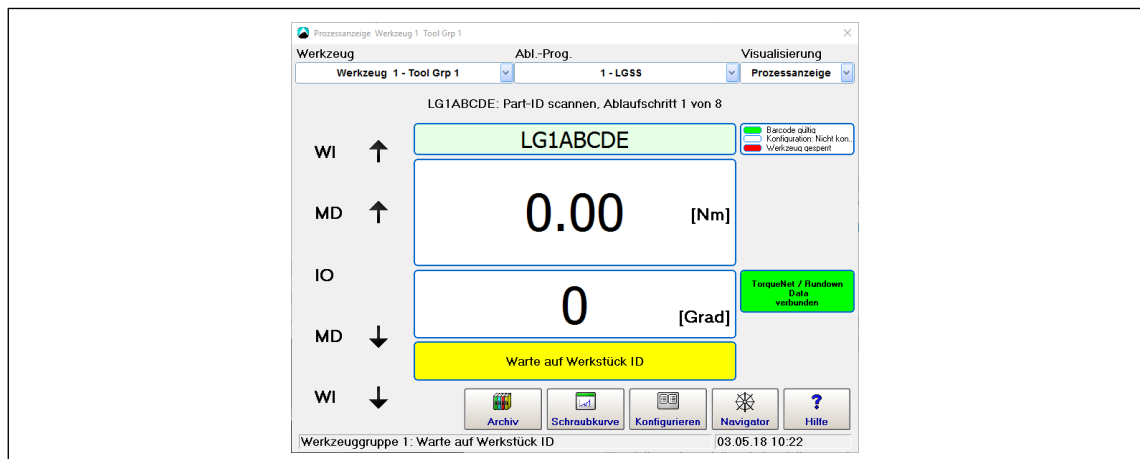 Prozessanzeige Werkzeug 1 Tool Grp 1
Werkzeug Abl.-Prog. Visualisierung
Werkzeug 1 - Tool Grp 1 1 - LGSS Prozessanzeige
LG1ABCDE: Part-ID scannen, Ablaufschritt 1 von 8
LG1ABCDE
Barcode gültig
Konfiguration: Nicht kon...
Werkzeug gesperrt
WI
MD
0.00 [Nm]
IO
TorqueNet / Rundown
Data
verbunden
0 [Grad]
MD
Warte auf Werkstück ID
WI
Archiv Schraubkurve Konfigurieren Navigator Hilfe
Werkzeuggruppe 1: Warte auf Werkstück ID 03.05.18 10:22